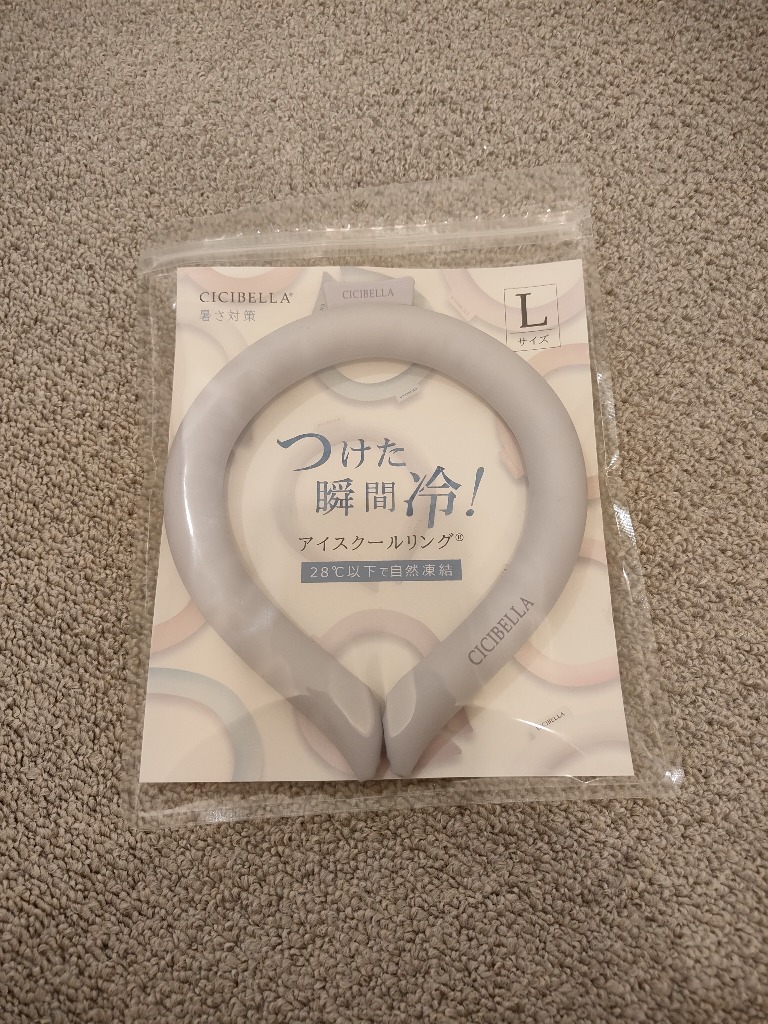 CICIBELLA®
暑さ対策
CICIBELLA
L
サイズ
つけた
瞬間冷!
アイスクールリング®
28℃以下で自然凍結
CICIBELLA
CICIBELLA